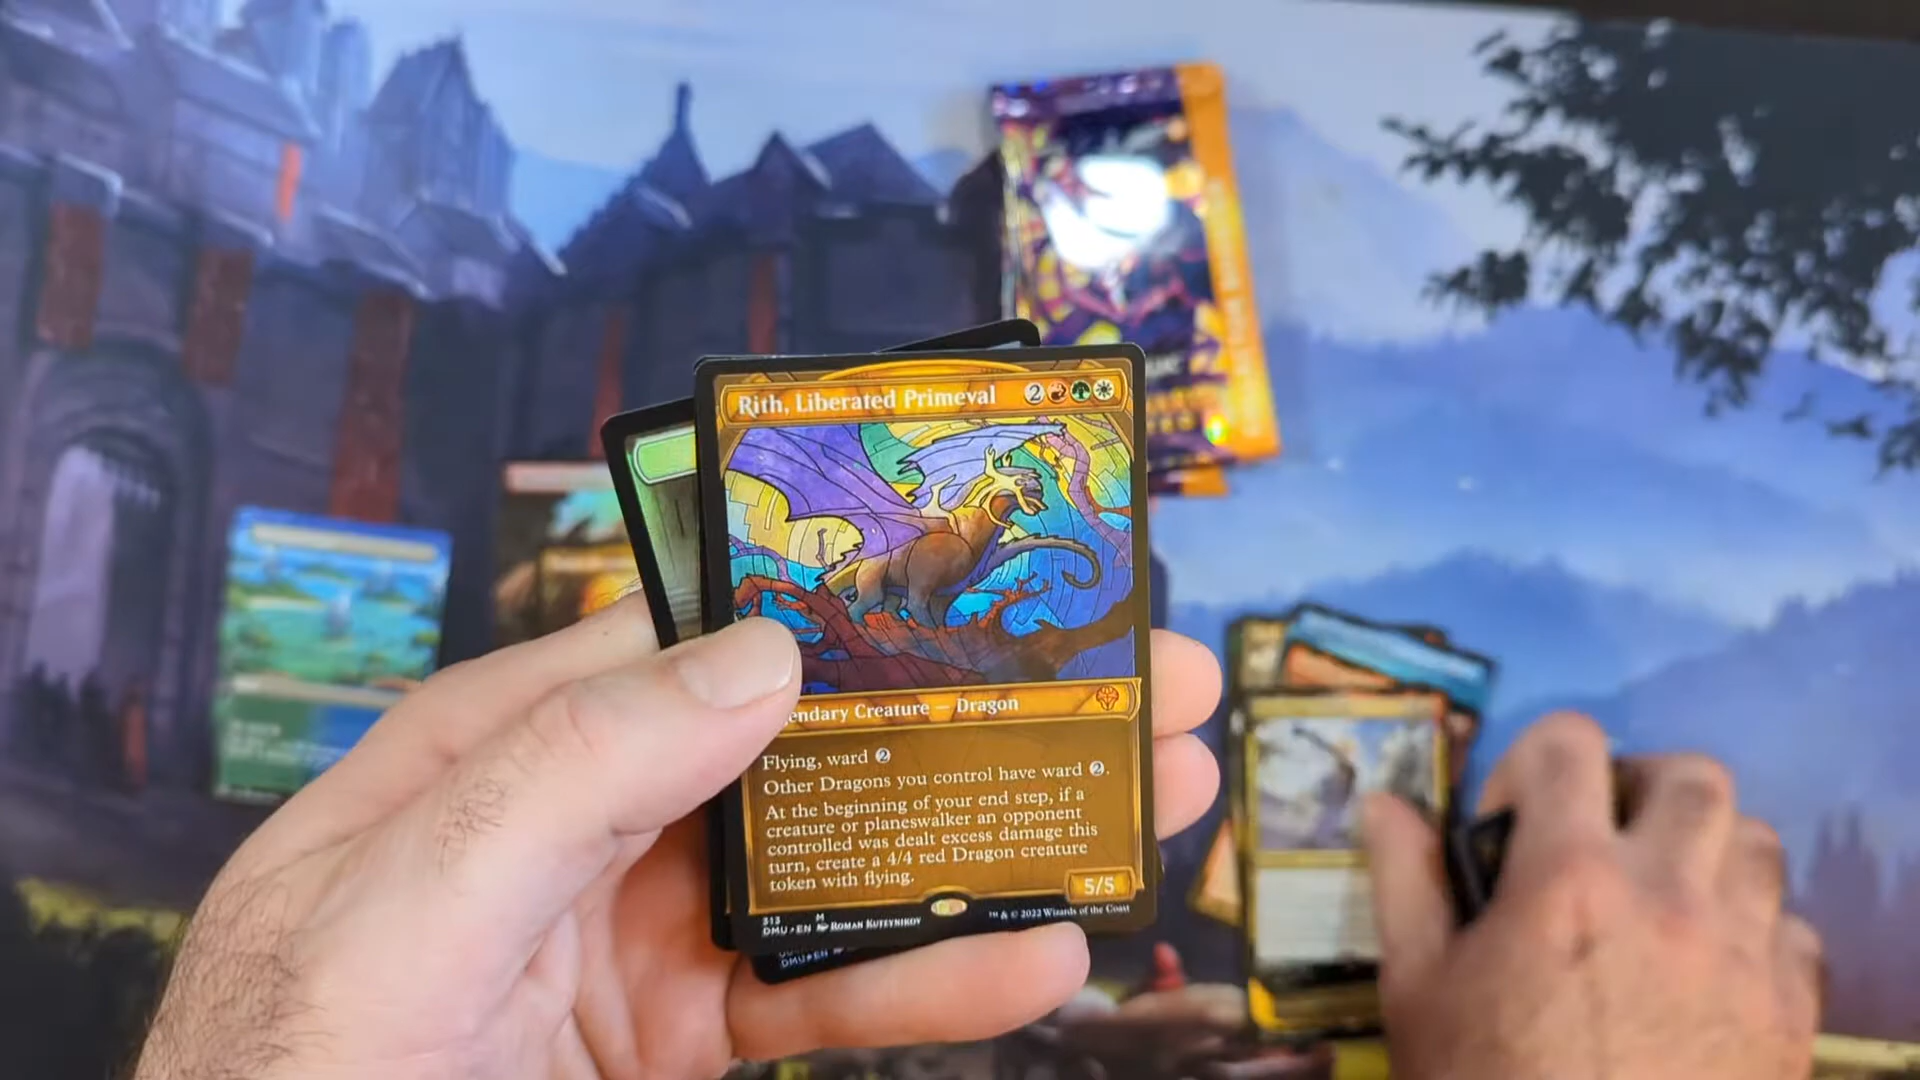 Rith, Liberated Primeval 2
endary Creature — Dragon
Flying, ward 2
Other Dragons you control have ward 2.
At the beginning of your end step, if a
creature or planeswalker an opponent
controlled was dealt excess damage this
turn, create a 4/4 red Dragon creature
token with flying.
5/5
313 M
DMU • EN Roman Kuteynikov
™ & © 2022 Wizards of the Coast
DMU • EN